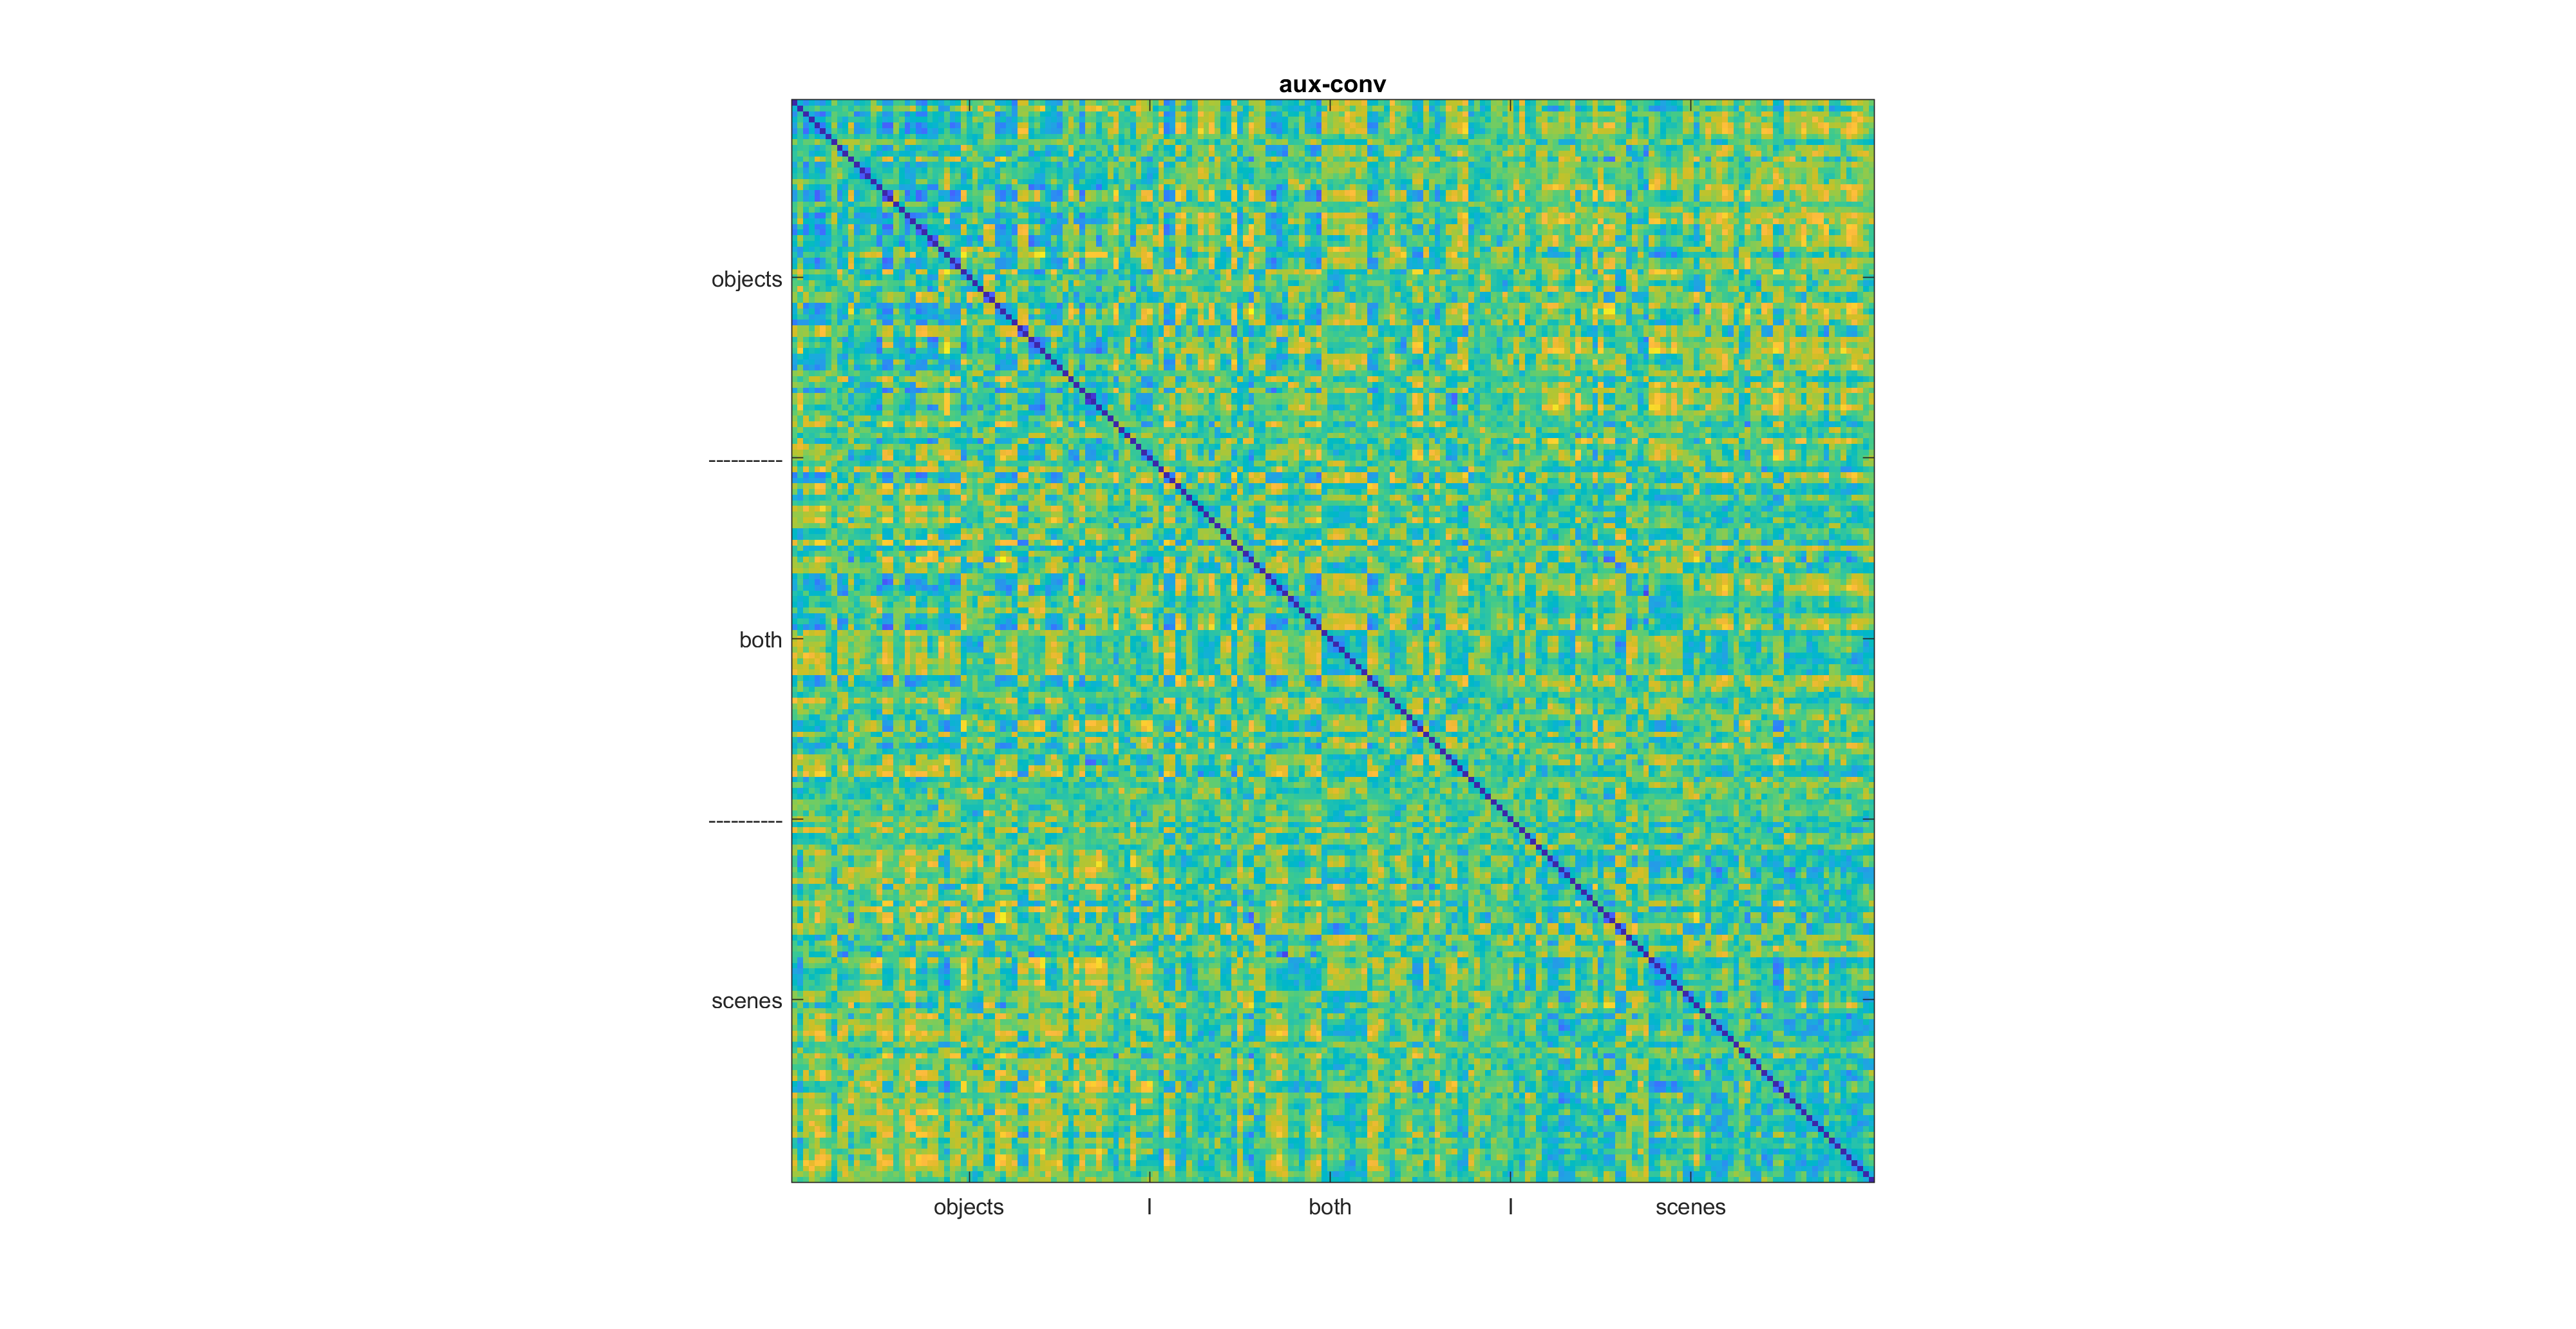 aux-conv
objects
----------
both
----------
scenes
objects | both | scenes